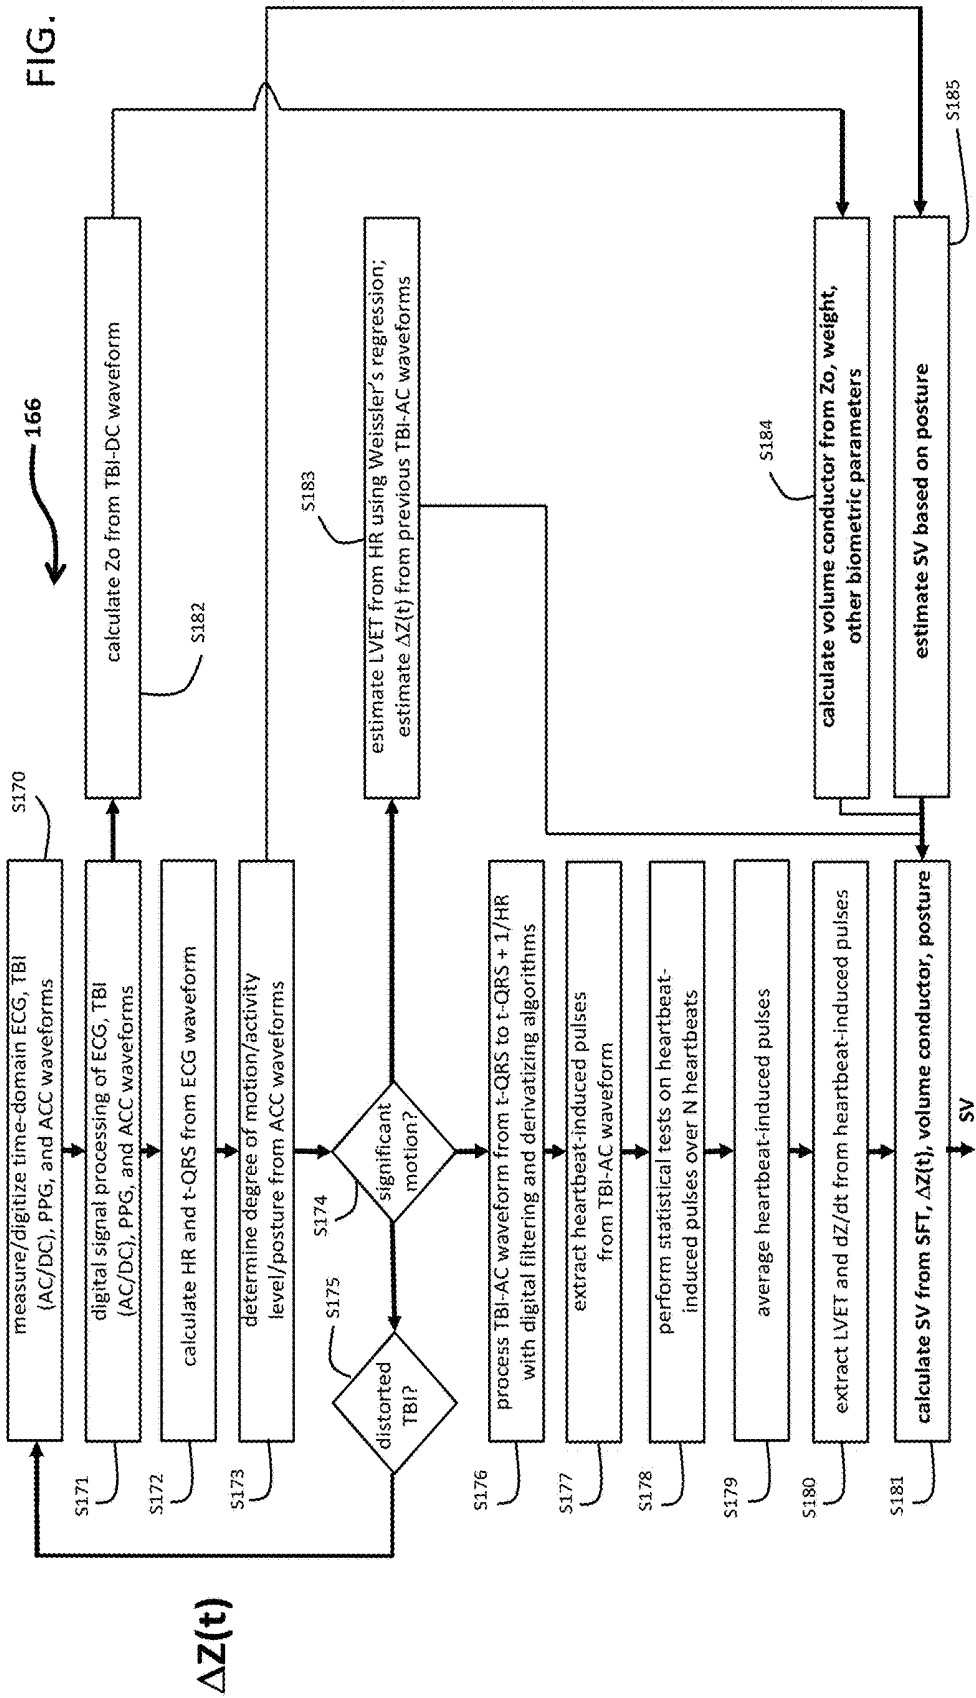 FIG.
166
ΔZ(t)
S170
measure/digitize time-domain ECG, TBI
(AC/DC), PPG, and ACC waveforms
S171
digital signal processing of ECG, TBI
(AC/DC), PPG, and ACC waveforms
S172
calculate HR and t-QRS from ECG waveform
S173
determine degree of motion/activity
level/posture from ACC waveforms
S174
significant
motion?
S175
distorted
TBI?
S176
process TBI-AC waveform from t-QRS to t-QRS + 1/HR
with digital filtering and derivatizing algorithms
S177
extract heartbeat-induced pulses
from TBI-AC waveform
S178
perform statistical tests on heartbeat-
induced pulses over N heartbeats
S179
average heartbeat-induced pulses
S180
extract LVET and dZ/dt from heartbeat-induced pulses
S181
calculate SV from SFT, ΔZ(t), volume conductor, posture
SV
S182
calculate Zo from TBI-DC waveform
S183
estimate LVET from HR using Weissler's regression;
estimate ΔZ(t) from previous TBI-AC waveforms
S184
calculate volume conductor from Zo, weight,
other biometric parameters
S185
estimate SV based on posture